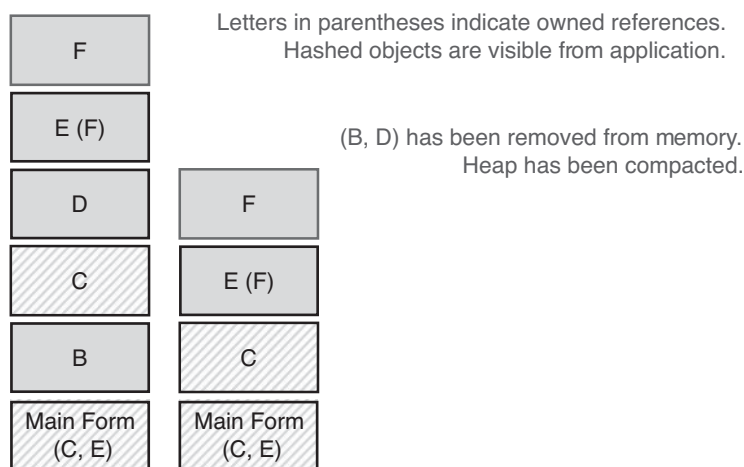 Letters in parentheses indicate owned references.
Hashed objects are visible from application.
(B, D) has been removed from memory.
Heap has been compacted.
F
E (F)
D
C
B
Main Form
(C, E)
F
E (F)
C
Main Form
(C, E)